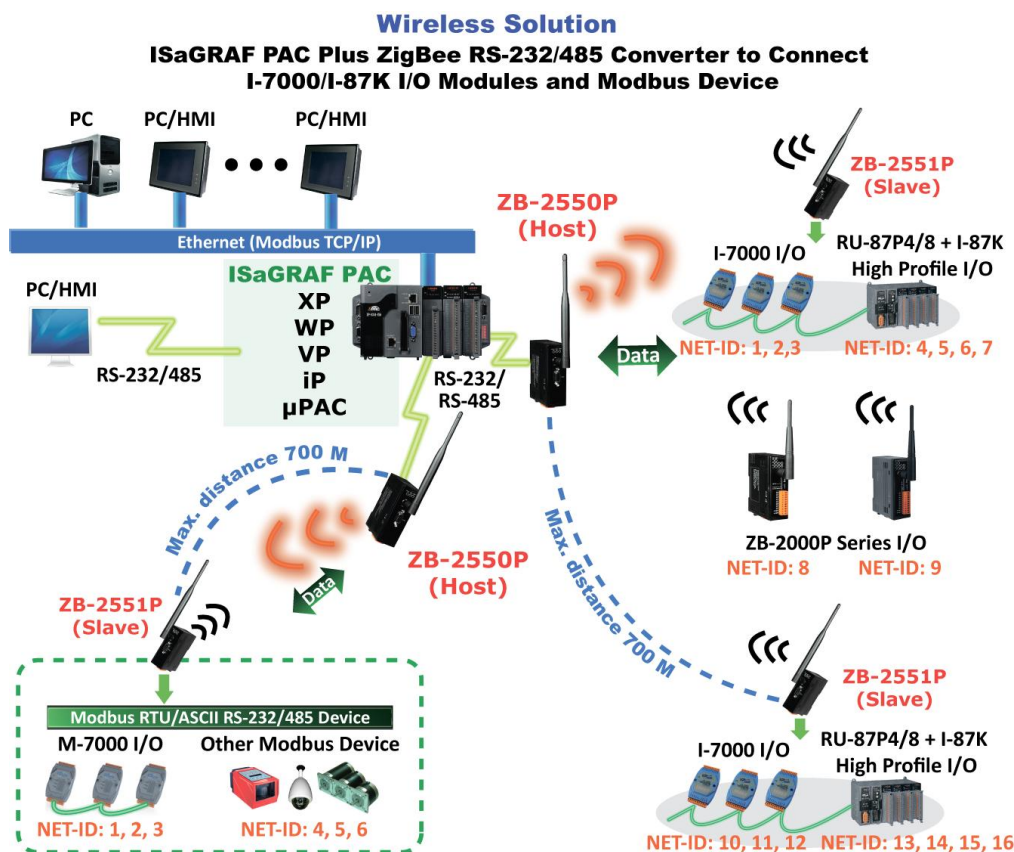 Wireless Solution
ISaGRAF PAC Plus ZigBee RS-232/485 Converter to Connect
I-7000/I-87K I/O Modules and Modbus Device
PC
PC/HMI
PC/HMI
Ethernet (Modbus TCP/IP)
ZB-2550P
(Host)
ZB-2551P
(Slave)
PC/HMI
RS-232/485
ISaGRAF PAC
XP
WP
VP
iP
µPAC
RS-232/
RS-485
Data
I-7000 I/O
RU-87P4/8 + I-87K
High Profile I/O
NET-ID: 1, 2,3
NET-ID: 4, 5, 6, 7
ZB-2000P Series I/O
NET-ID: 8
NET-ID: 9
Max. distance 700 M
Max. distance 700 M
ZB-2550P
(Host)
Data
ZB-2551P
(Slave)
Modbus RTU/ASCII RS-232/485 Device
M-7000 I/O
Other Modbus Device
NET-ID: 1, 2, 3
NET-ID: 4, 5, 6
ZB-2551P
(Slave)
I-7000 I/O
RU-87P4/8 + I-87K
High Profile I/O
NET-ID: 10, 11, 12
NET-ID: 13, 14, 15, 16